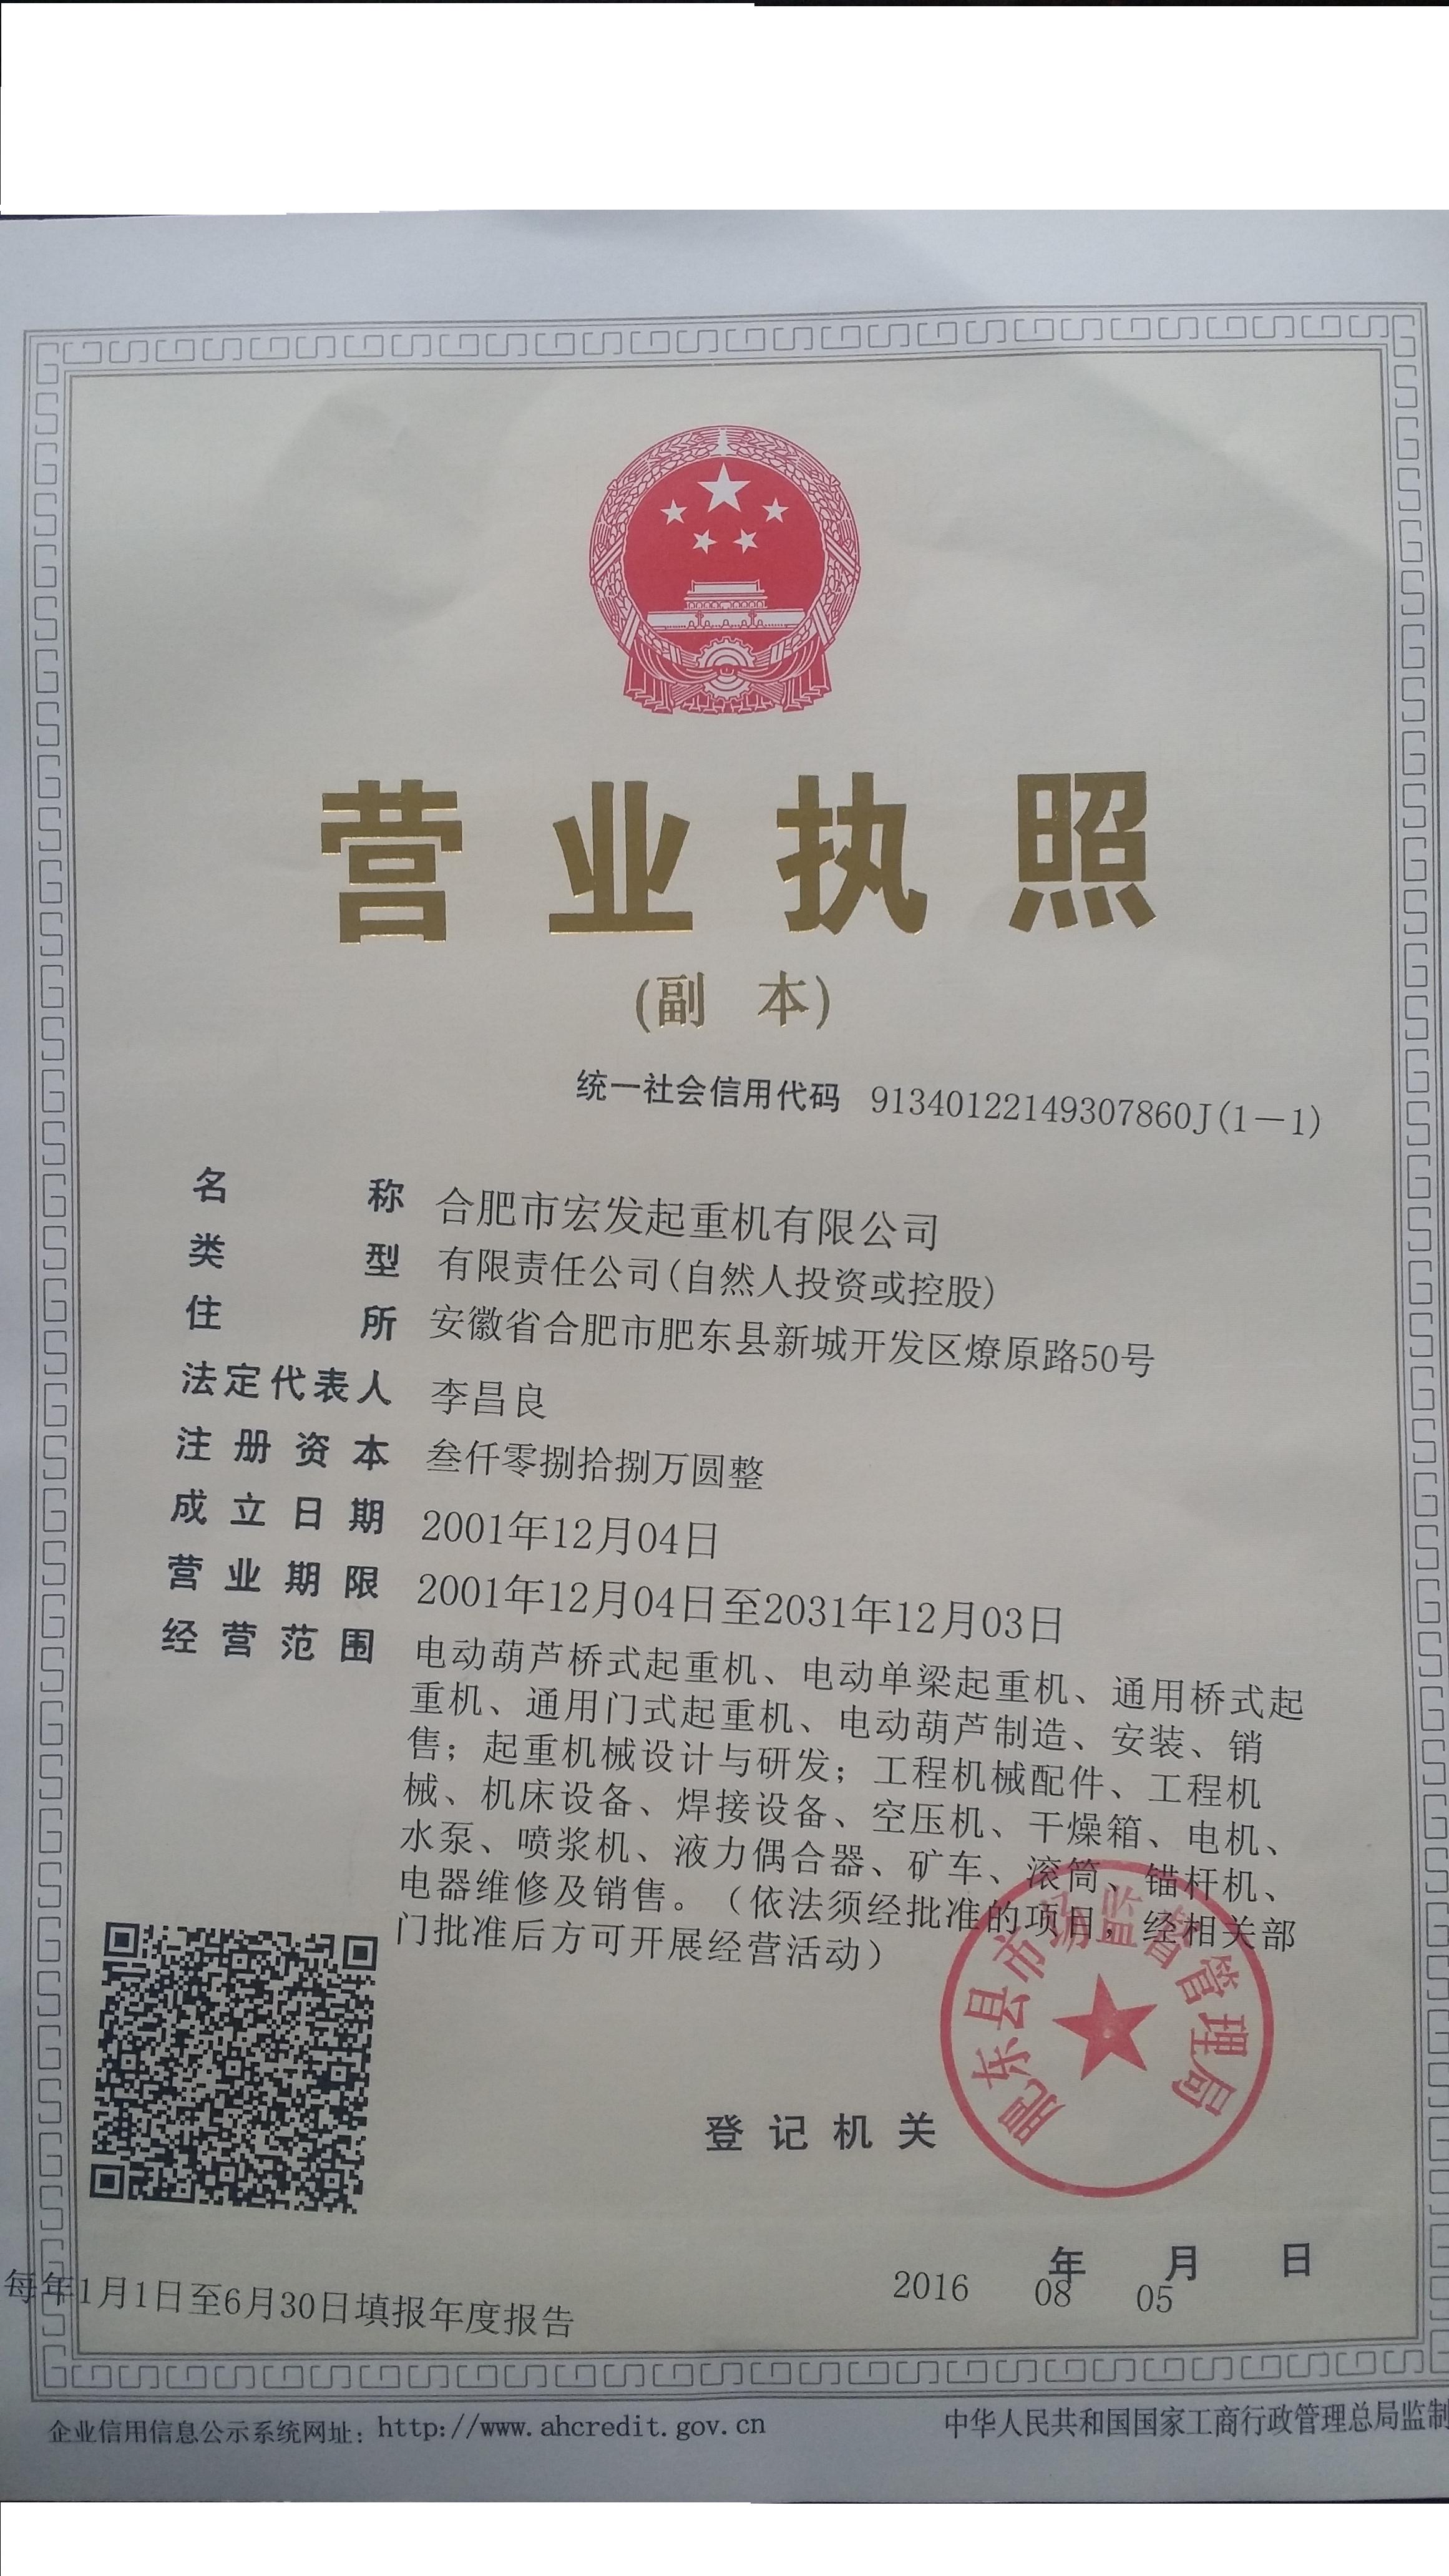 营业执照
(副 本)
统一社会信用代码 91340122149307860J(1-1)
名称 合肥市宏发起重机有限公司
类型 有限责任公司(自然人投资或控股)
住所 安徽省合肥市肥东县新城开发区燎原路50号
法定代表人 李昌良
注册资本 叁仟零捌拾捌万圆整
成立日期 2001年12月04日
营业期限 2001年12月04日至2031年12月03日
经营范围 电动葫芦桥式起重机、电动单梁起重机、通用桥式起
重机、通用门式起重机、电动葫芦制造、安装、销
售；起重机械设计与研发；工程机械配件、工程机
械、机床设备、焊接设备、空压机、干燥箱、电机、
水泵、喷浆机、液力偶合器、矿车、滚筒、锚杆机、
电器维修及销售。（依法须经批准的项目，经相关部
门批准后方可开展经营活动）
肥东县市场监督管理局
登记机关
年 月 日
2016 08 05
每年1月1日至6月30日填报年度报告
企业信用信息公示系统网址：http://www.ahcredit.gov.cn
中华人民共和国国家工商行政管理总局监制